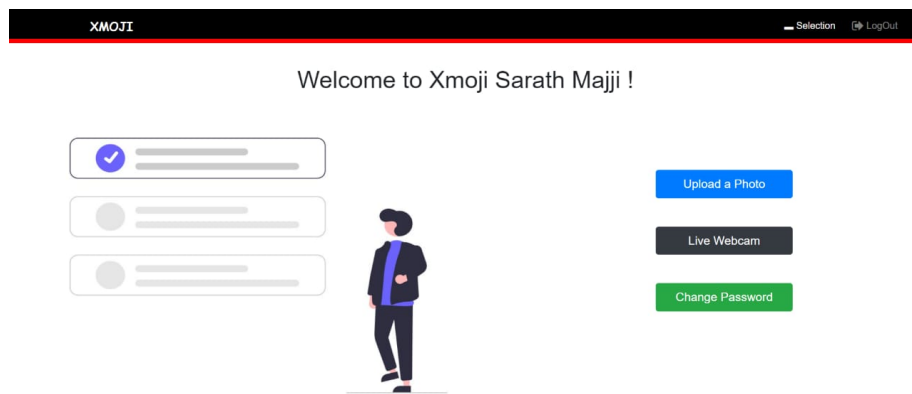 XMOJI
Selection
LogOut
Welcome to Xmoji Sarath Majji !
Upload a Photo
Live Webcam
Change Password